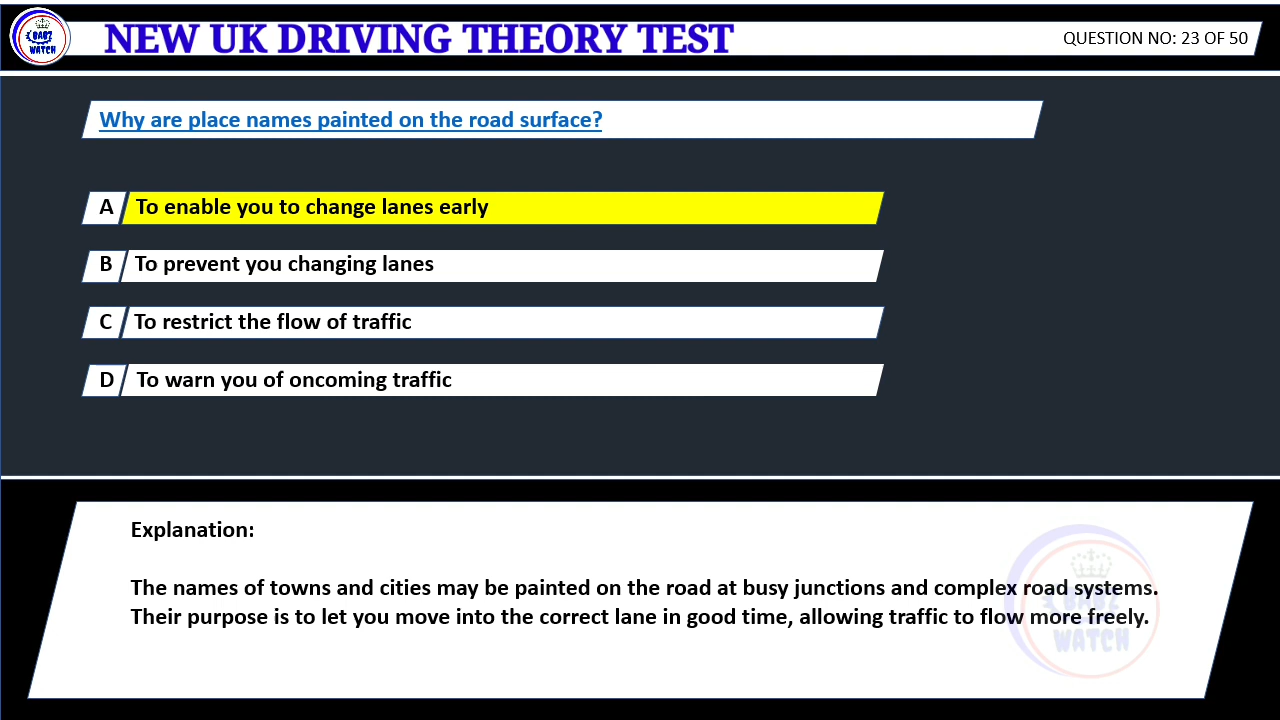 BABZ
WATCH
NEW UK DRIVING THEORY TEST
QUESTION NO: 23 OF 50
Why are place names painted on the road surface?
A To enable you to change lanes early
B To prevent you changing lanes
C To restrict the flow of traffic
D To warn you of oncoming traffic
Explanation:
The names of towns and cities may be painted on the road at busy junctions and complex road systems.
Their purpose is to let you move into the correct lane in good time, allowing traffic to flow more freely.
BABZ
WATCH